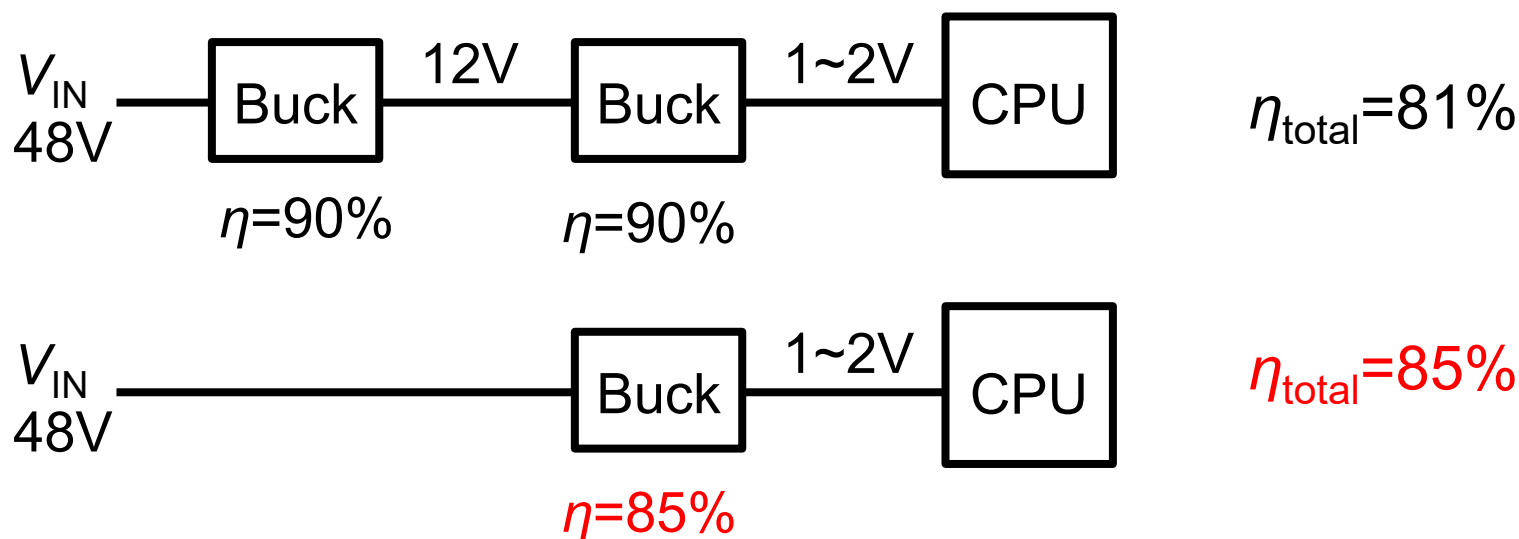 V_IN 48V
Buck
12V
Buck
1~2V
CPU
η_total=81%
η=90%
η=90%
V_IN 48V
Buck
1~2V
CPU
η_total=85%
η=85%